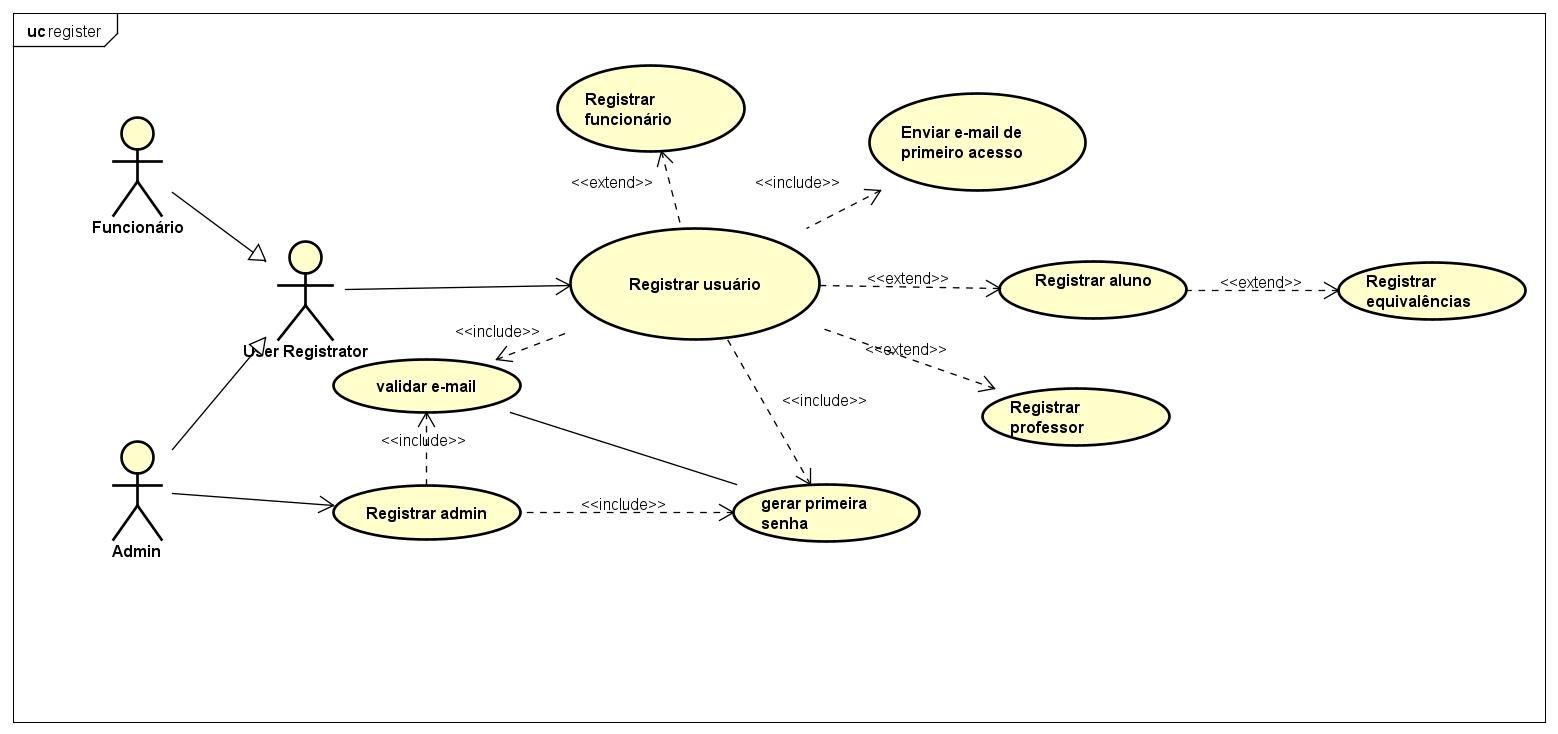 uc register
Registrar
funcionário
Enviar e-mail de
primeiro acesso
<<extend>>
<<include>>
Funcionário
Registrar usuário
<<extend>>
Registrar aluno
<<extend>>
Registrar
equivalências
<<include>>
User Registrator
<<extend>>
validar e-mail
<<include>>
Registrar
professor
<<include>>
Registrar admin
<<include>>
gerar primeira
senha
Admin